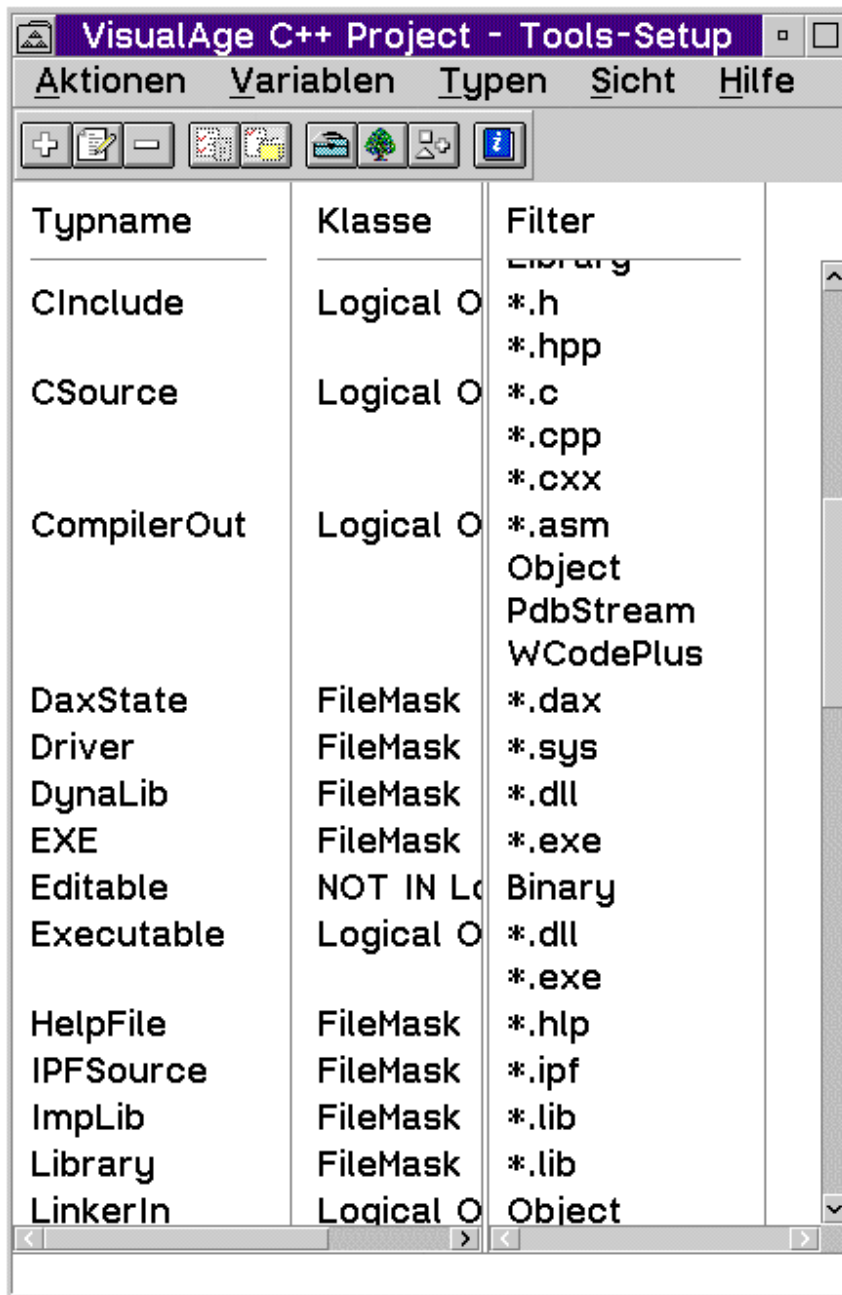 VisualAge C++ Project - Tools-Setup
Aktionen Variablen Typen Sicht Hilfe
Typname Klasse Filter
Library
CInclude Logical O *.h
*.hpp
CSource Logical O *.c
*.cpp
*.cxx
CompilerOut Logical O *.asm
Object
PdbStream
WCodePlus
DaxState FileMask *.dax
Driver FileMask *.sys
DynaLib FileMask *.dll
EXE FileMask *.exe
Editable NOT IN Lo Binary
Executable Logical O *.dll
*.exe
HelpFile FileMask *.hlp
IPFSource FileMask *.ipf
ImpLib FileMask *.lib
Library FileMask *.lib
LinkerIn Logical O Object